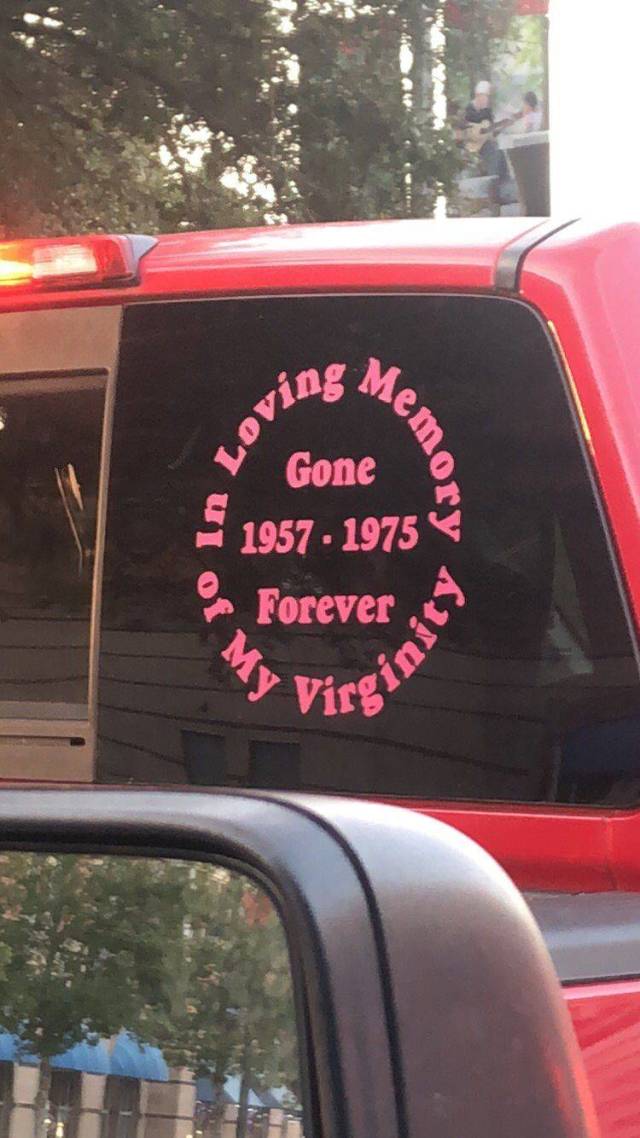 In Loving Memory
of My Virginity
Gone
1957 - 1975
Forever